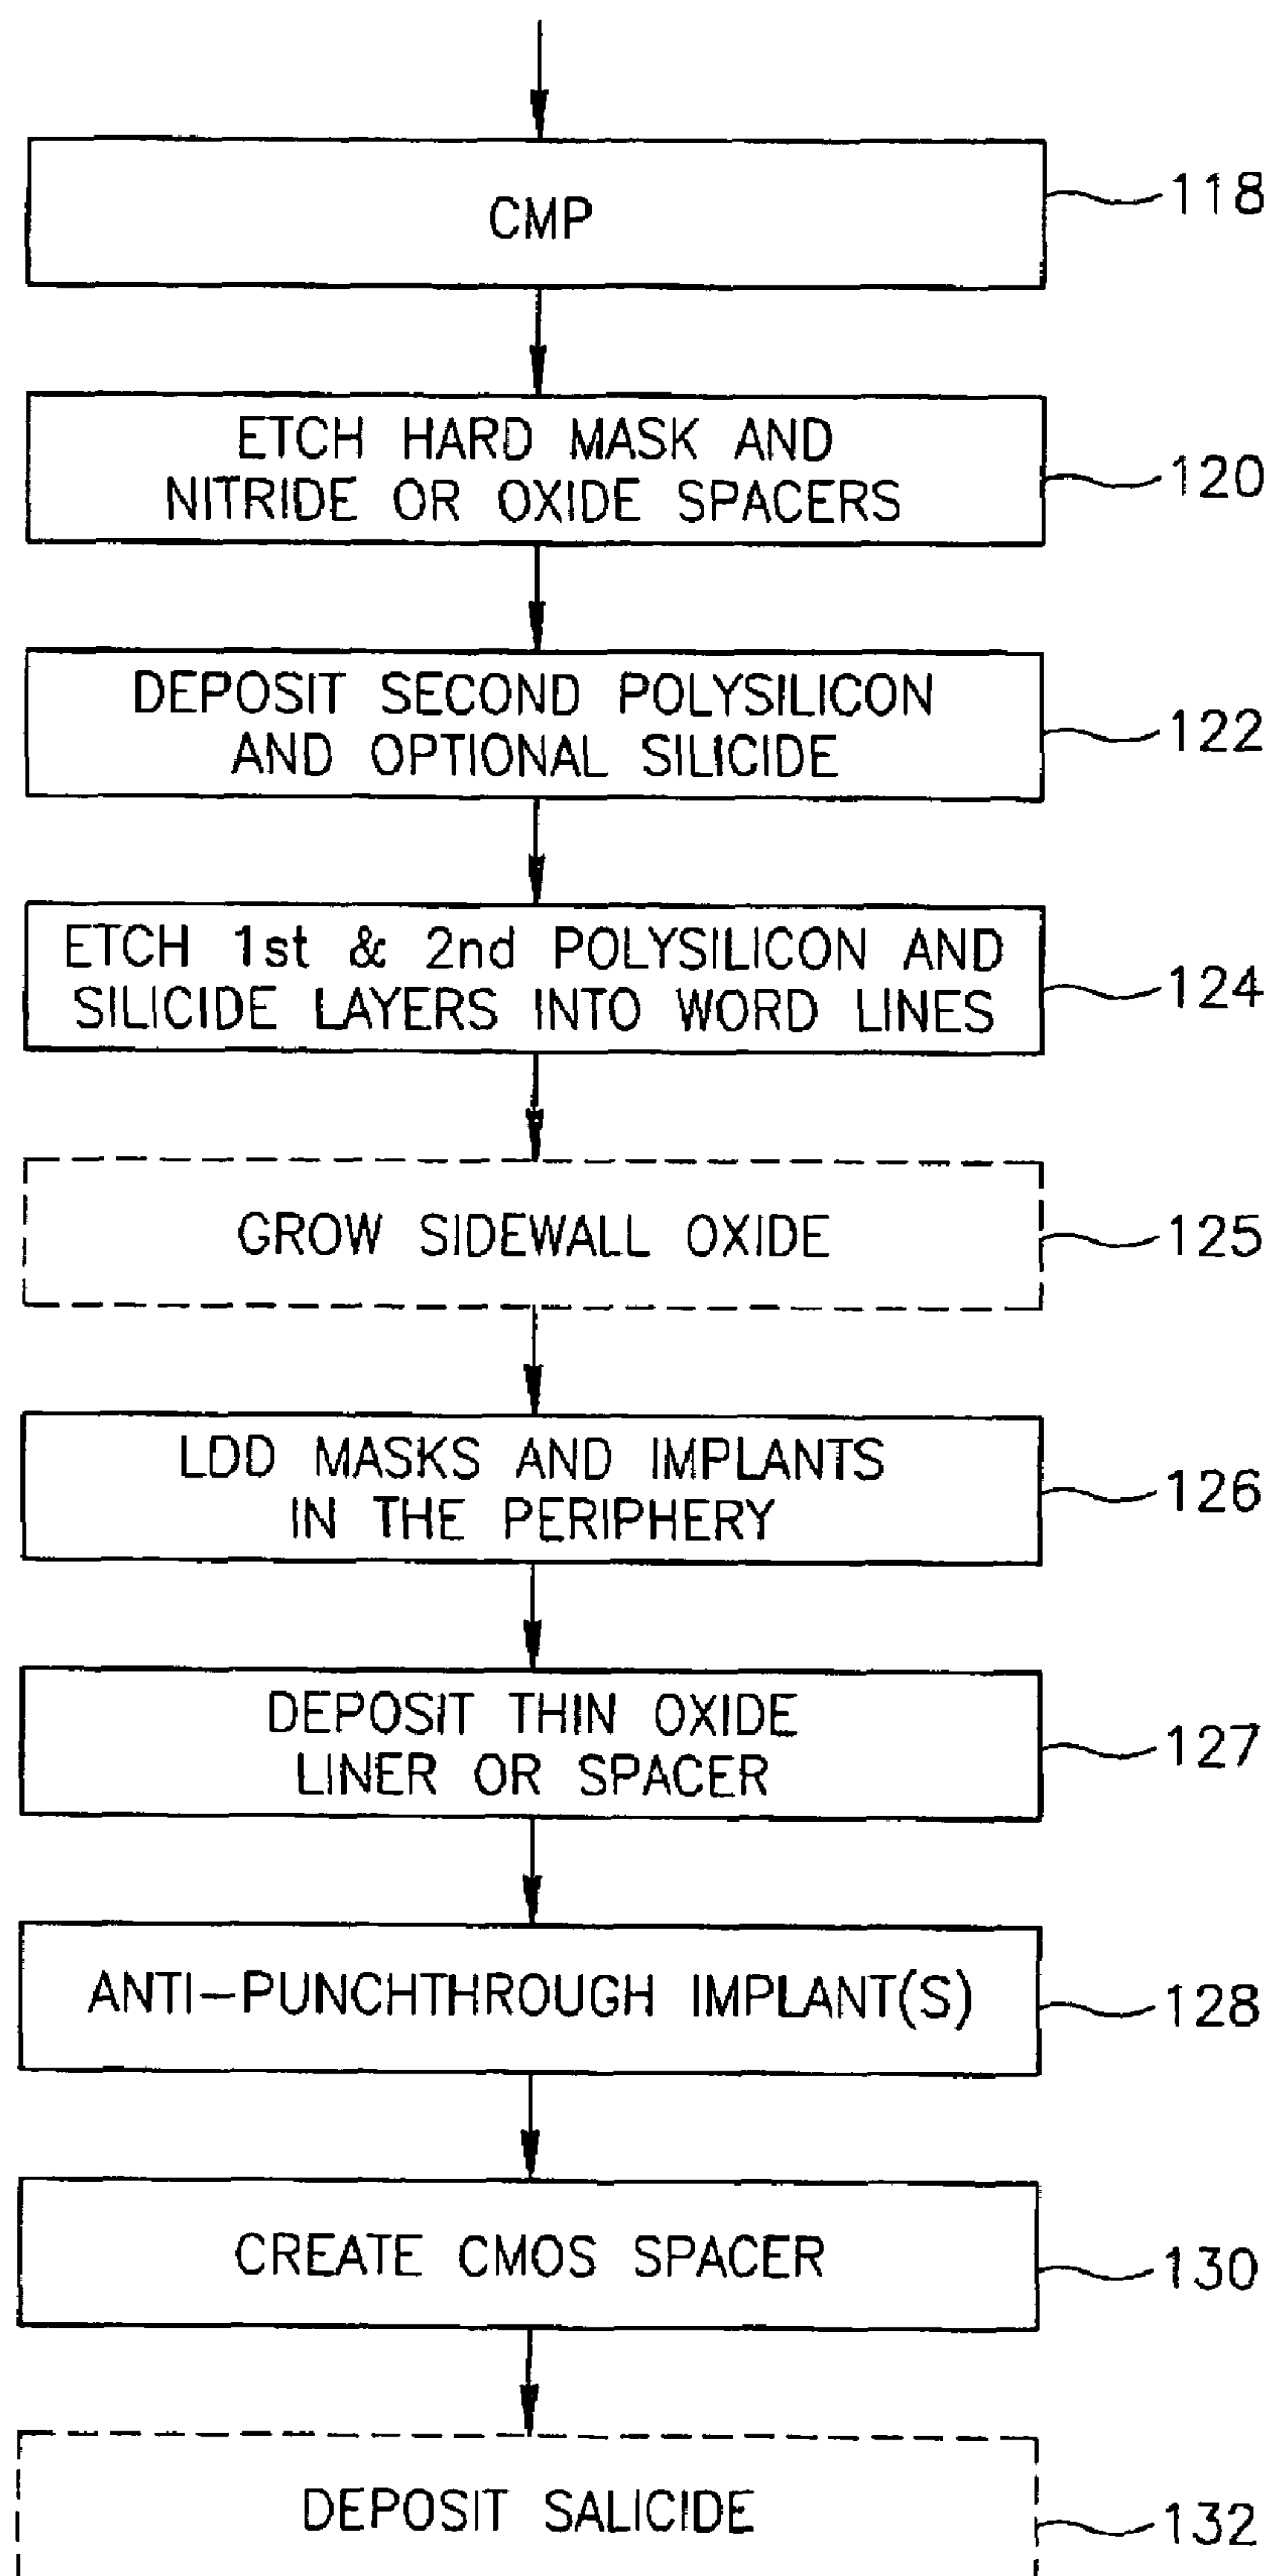 CMP
118
ETCH HARD MASK AND
NITRIDE OR OXIDE SPACERS
120
DEPOSIT SECOND POLYSILICON
AND OPTIONAL SILICIDE
122
ETCH 1st & 2nd POLYSILICON AND
SILICIDE LAYERS INTO WORD LINES
124
GROW SIDEWALL OXIDE
125
LDD MASKS AND IMPLANTS
IN THE PERIPHERY
126
DEPOSIT THIN OXIDE
LINER OR SPACER
127
ANTI-PUNCHTHROUGH IMPLANT(S)
128
CREATE CMOS SPACER
130
DEPOSIT SALICIDE
132